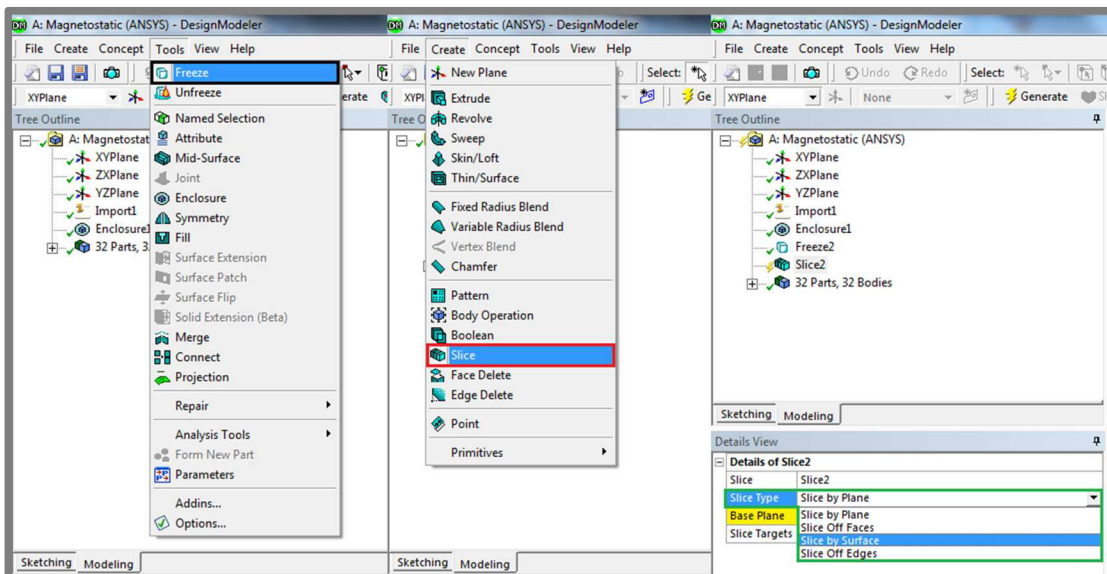 A: Magnetostatic (ANSYS) - DesignModeler
File Create Concept Tools View Help
XYPlane
erate
Tree Outline
A: Magnetostat
XYPlane
ZXPlane
YZPlane
Import1
Enclosure1
32 Parts, 3
Freeze
Unfreeze
Named Selection
Attribute
Mid-Surface
Joint
Enclosure
Symmetry
Fill
Surface Extension
Surface Patch
Surface Flip
Solid Extension (Beta)
Merge
Connect
Projection
Repair
Analysis Tools
Form New Part
Parameters
Addins...
Options...
Sketching Modeling
A: Magnetostatic (ANSYS) - DesignModeler
File Create Concept Tools View Help
Select:
XYPl
Ge
Tree O
New Plane
Extrude
Revolve
Sweep
Skin/Loft
Thin/Surface
Fixed Radius Blend
Variable Radius Blend
Vertex Blend
Chamfer
Pattern
Body Operation
Boolean
Slice
Face Delete
Edge Delete
Point
Primitives
Sketching Modeling
A: Magnetostatic (ANSYS) - DesignModeler
File Create Concept Tools View Help
Undo Redo Select:
XYPlane None Generate
Tree Outline
A: Magnetostatic (ANSYS)
XYPlane
ZXPlane
YZPlane
Import1
Enclosure1
Freeze2
Slice2
32 Parts, 32 Bodies
Sketching Modeling
Details View
Details of Slice2
Slice Slice2
Slice Type Slice by Plane
Base Plane Slice by Plane
Slice Off Faces
Slice Targets Slice by Surface
Slice Off Edges